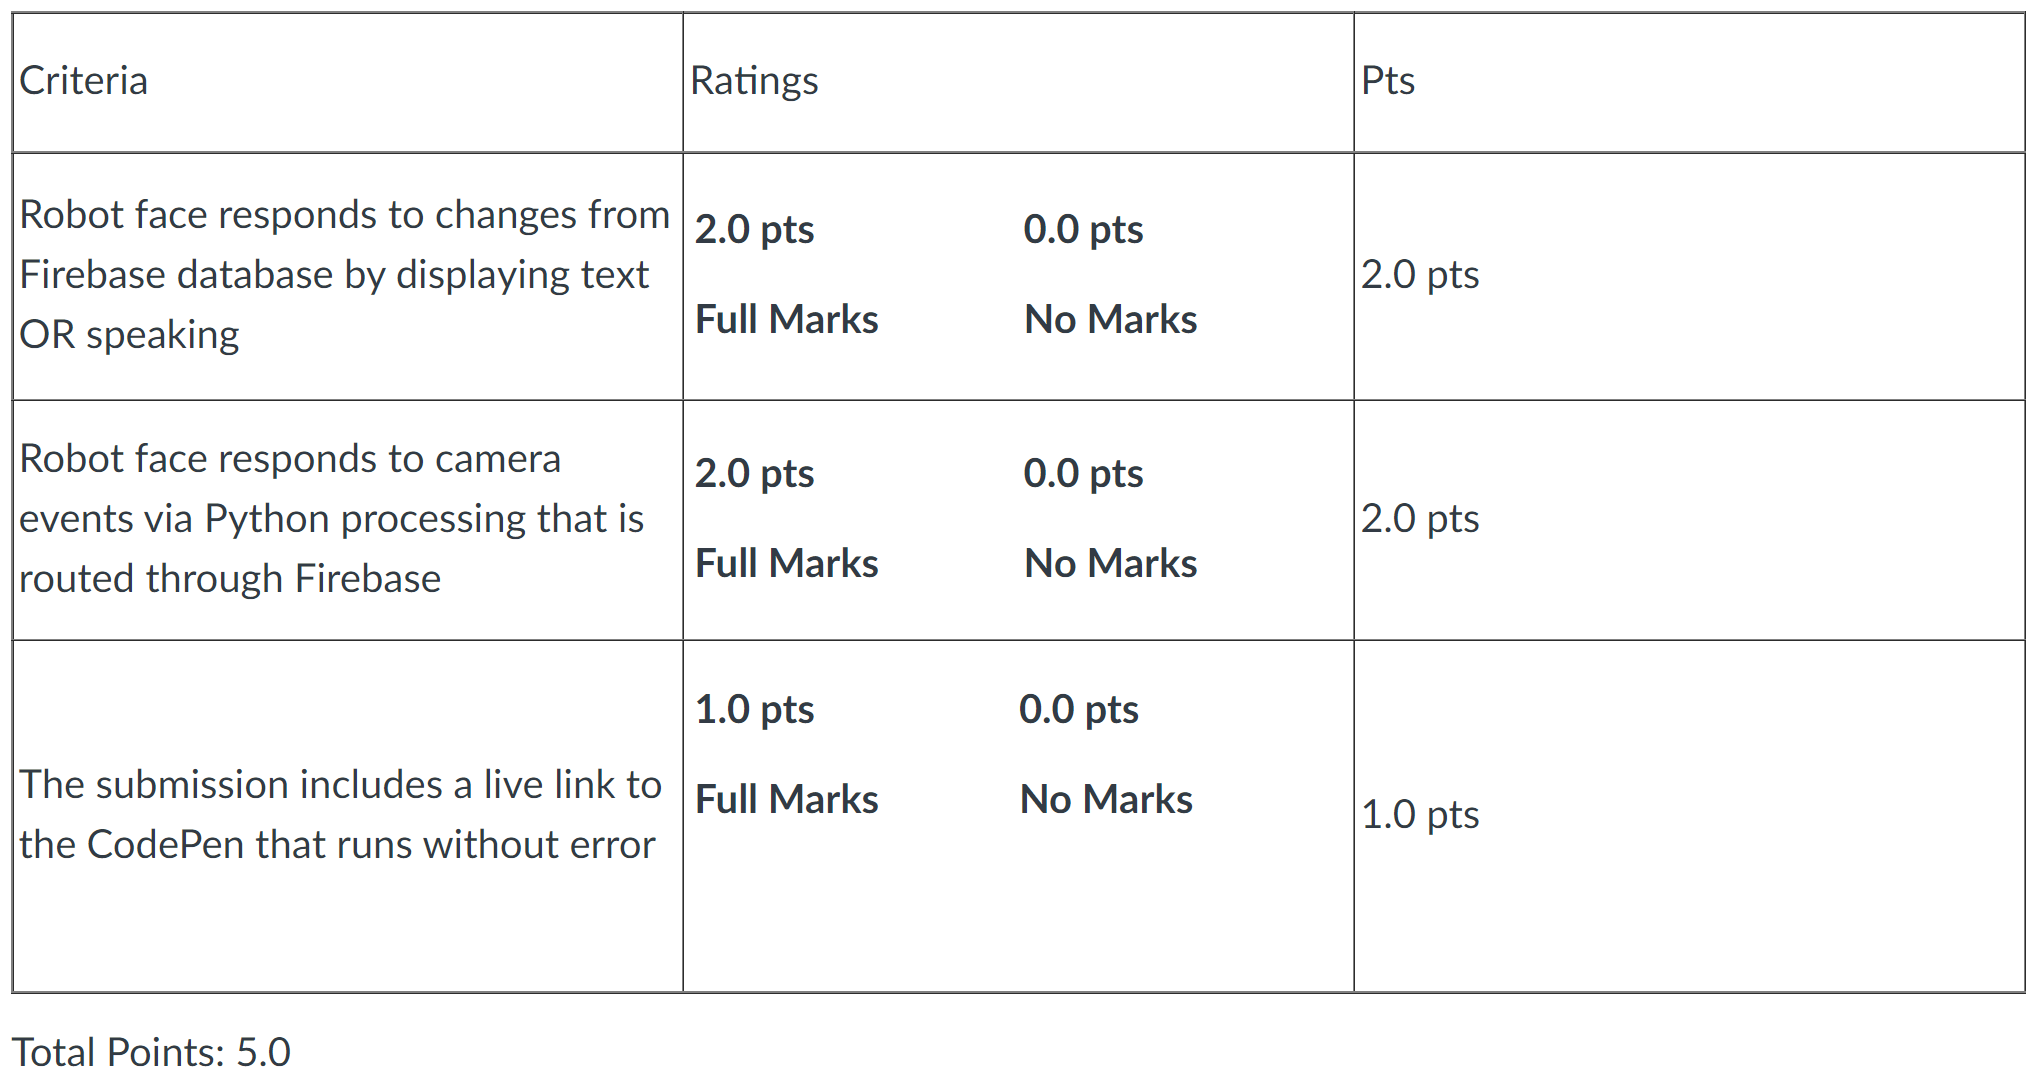 Criteria
Ratings
Pts
Robot face responds to changes from
Firebase database by displaying text
OR speaking
2.0 pts
Full Marks
0.0 pts
No Marks
2.0 pts
Robot face responds to camera
events via Python processing that is
routed through Firebase
2.0 pts
Full Marks
0.0 pts
No Marks
2.0 pts
The submission includes a live link to
the CodePen that runs without error
1.0 pts
Full Marks
0.0 pts
No Marks
1.0 pts
Total Points: 5.0